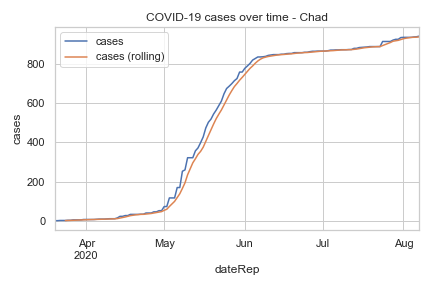 COVID-19 cases over time - Chad
cases
cases (rolling)
800
600
400
200
0
cases
Apr
2020
May
Jun
Jul
Aug
dateRep